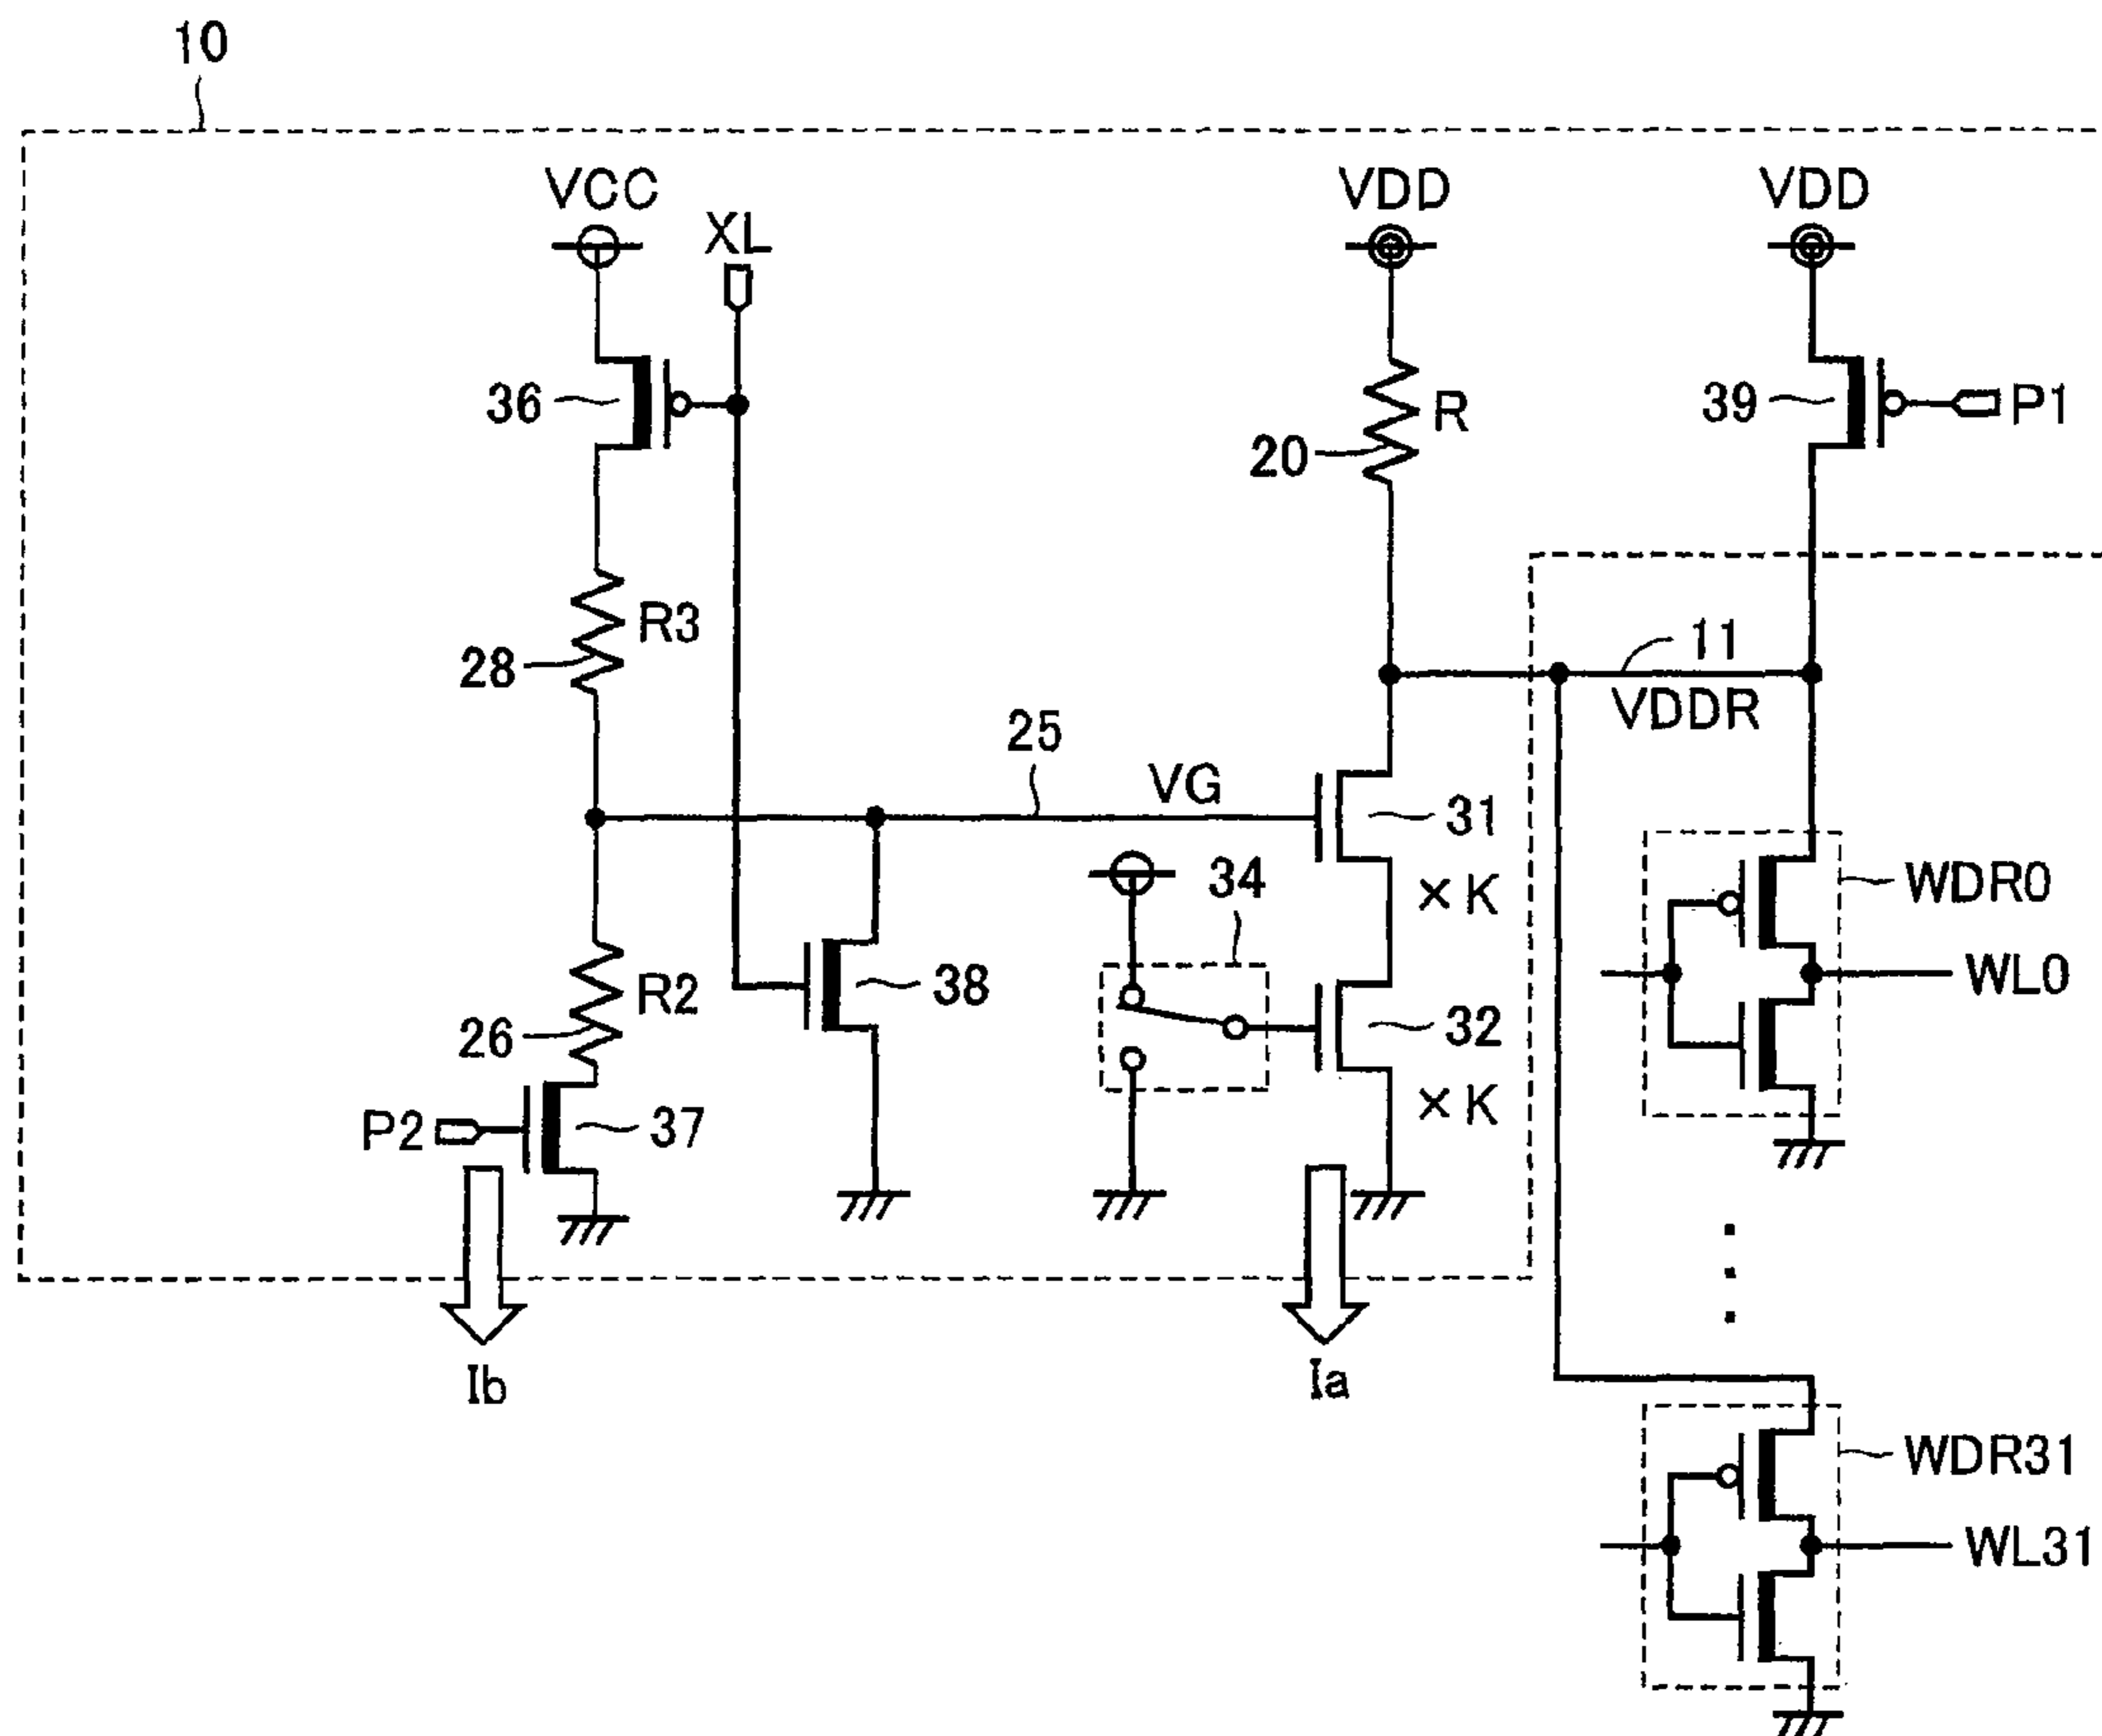 10
VCC
XL
VDD
VDD
36
R
20
39
P1
R3
28
11
VDDR
25
VG
31
× K
34
WDR0
38
R2
26
32
WL0
× K
P2
37
Ib
Ia
WDR31
WL31